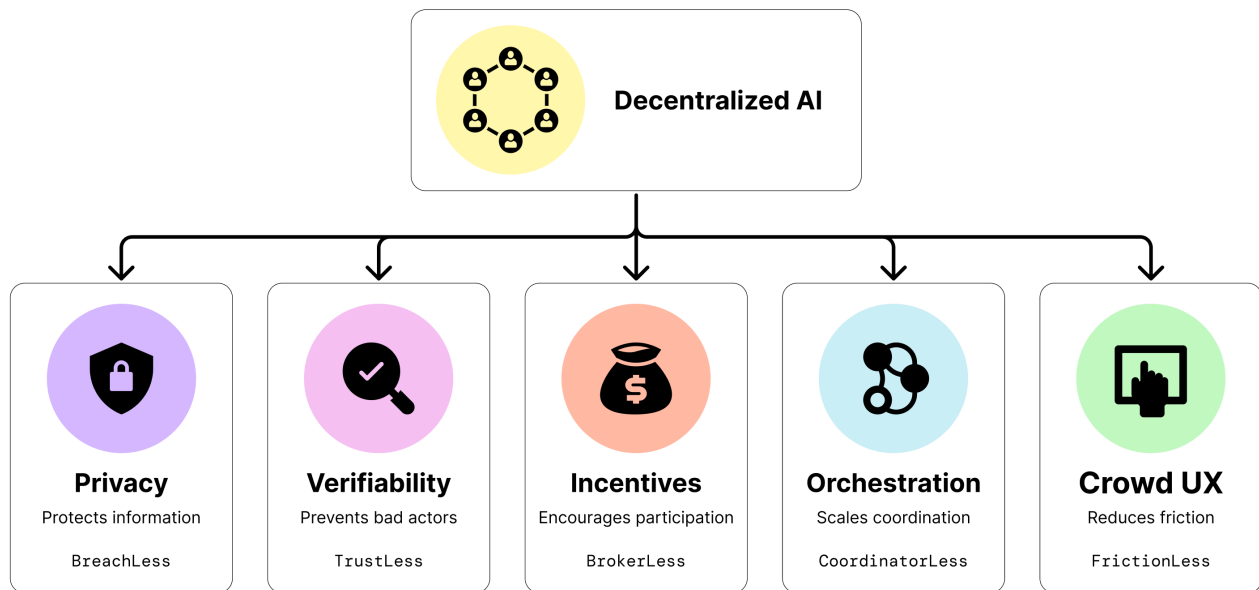 Decentralized AI
Privacy
Protects information
BreachLess
Verifiability
Prevents bad actors
TrustLess
$
Incentives
Encourages participation
BrokerLess
Orchestration
Scales coordination
CoordinatorLess
Crowd UX
Reduces friction
FrictionLess